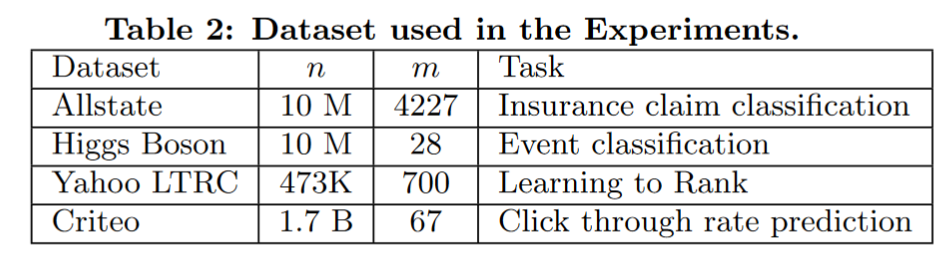 Table 2: Dataset used in the Experiments.
Dataset n m Task
Allstate 10 M 4227 Insurance claim classification
Higgs Boson 10 M 28 Event classification
Yahoo LTRC 473K 700 Learning to Rank
Criteo 1.7 B 67 Click through rate prediction